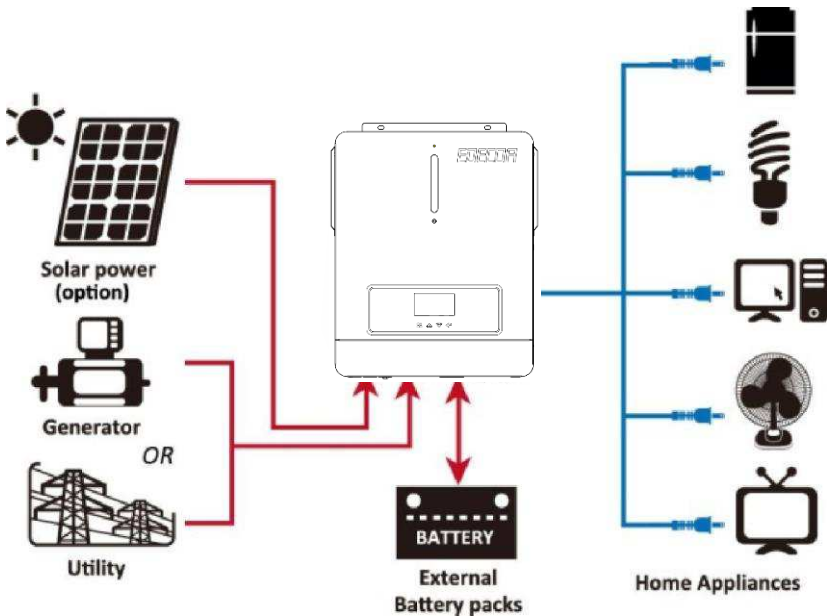 Solar power
(option)
Generator
OR
Utility
BATTERY
External
Battery packs
Home Appliances